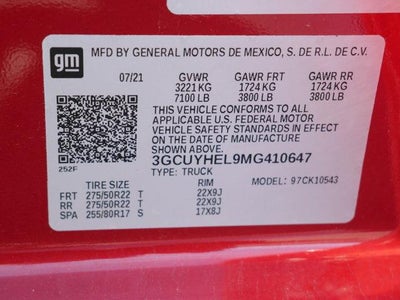 gm
MFD BY GENERAL MOTORS DE MEXICO, S. DE R.L. DE C.V.
07/21 GVWR GAWR FRT GAWR RR
3221 KG 1724 KG 1724 KG
7100 LB 3800 LB 3800 LB
THIS VEHICLE CONFORMS TO ALL
APPLICABLE U.S. FEDERAL MOTOR
VEHICLE SAFETY STANDARDS IN EFFECT
ON THE DATE OF MANUFACTURE
SHOWN ABOVE.
3GCUYHEL9MG410647
252F
TYPE: TRUCK
TIRE SIZE RIM MODEL: 97CK10543
FRT 275/50R22 T 22X9J
RR 275/50R22 T 22X9J
SPA 255/80R17 S 17X8J